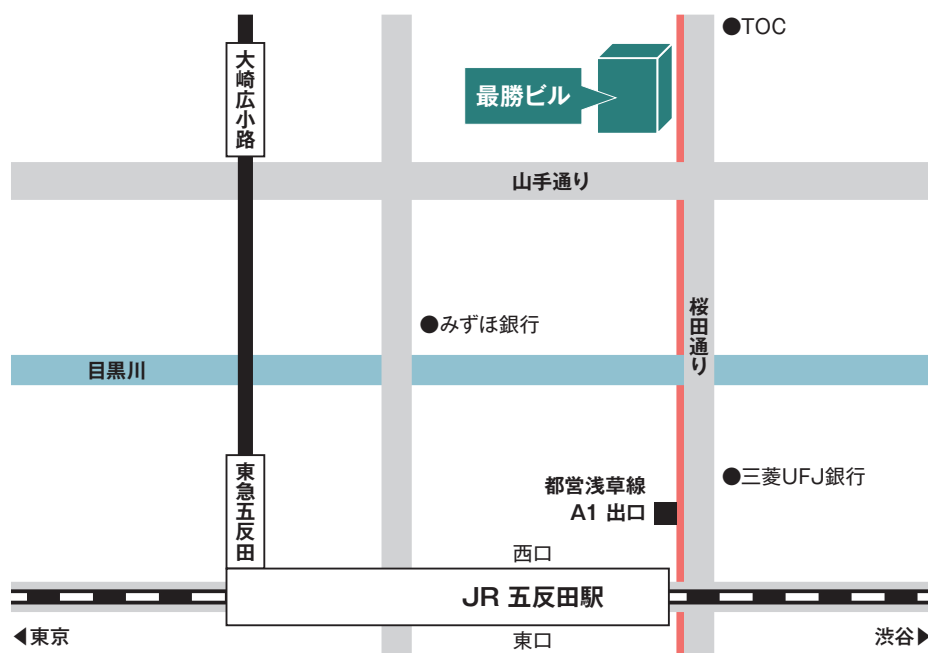 ●TOC
大崎広小路
最勝ビル
山手通り
桜田通り
●みずほ銀行
目黒川
東急五反田
●三菱UFJ銀行
都営浅草線
A1 出口
西口
JR 五反田駅
◀東京
東口
渋谷▶